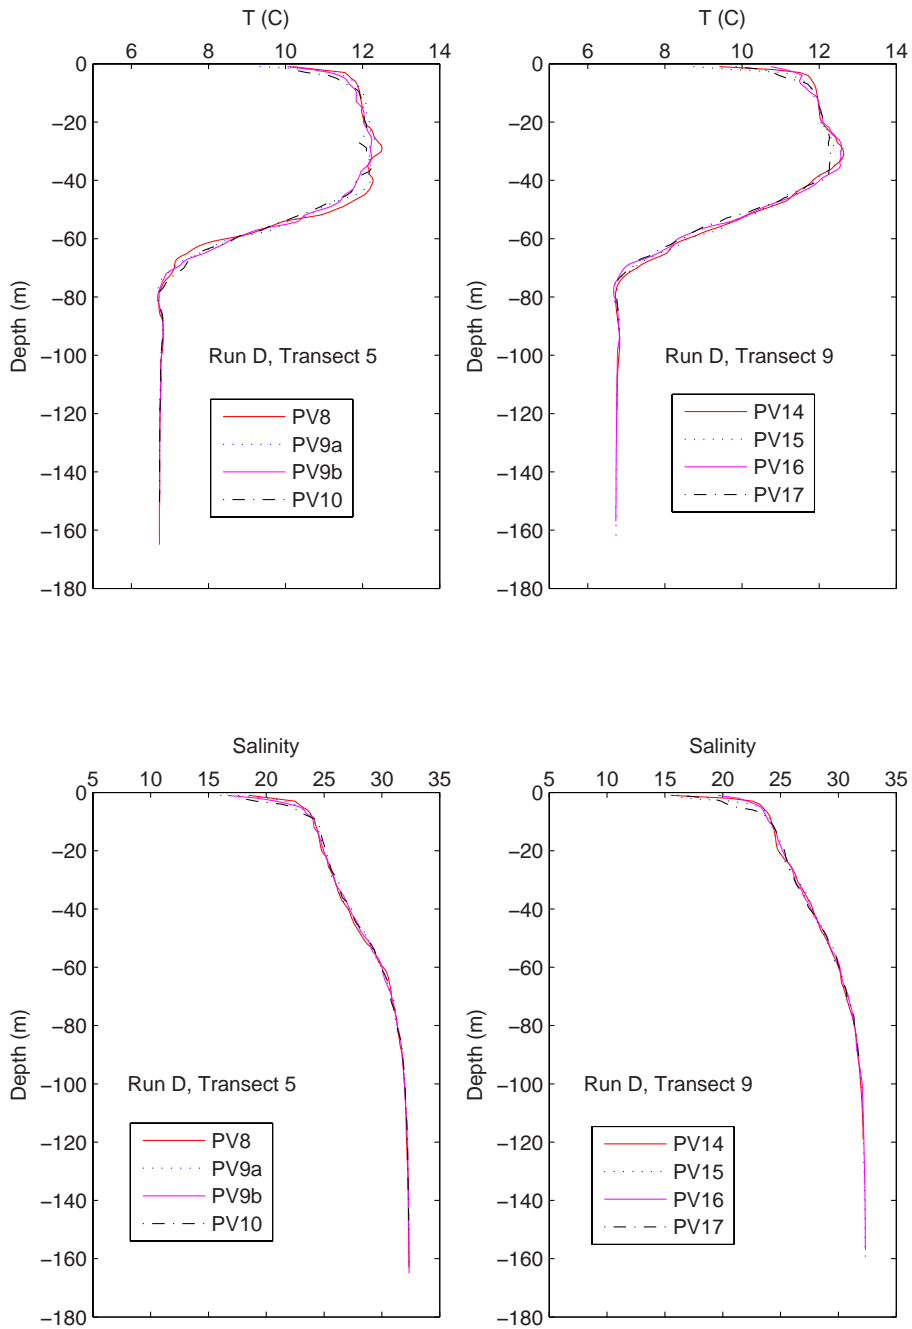 T (C)
6 8 10 12 14
0
−20
−40
−60
−80
−100
−120
−140
−160
−180
Depth (m)
Run D, Transect 5
PV8
PV9a
PV9b
PV10
T (C)
6 8 10 12 14
0
−20
−40
−60
−80
−100
−120
−140
−160
−180
Depth (m)
Run D, Transect 9
PV14
PV15
PV16
PV17
Salinity
5 10 15 20 25 30 35
0
−20
−40
−60
−80
−100
−120
−140
−160
−180
Depth (m)
Run D, Transect 5
PV8
PV9a
PV9b
PV10
Salinity
5 10 15 20 25 30 35
0
−20
−40
−60
−80
−100
−120
−140
−160
−180
Depth (m)
Run D, Transect 9
PV14
PV15
PV16
PV17